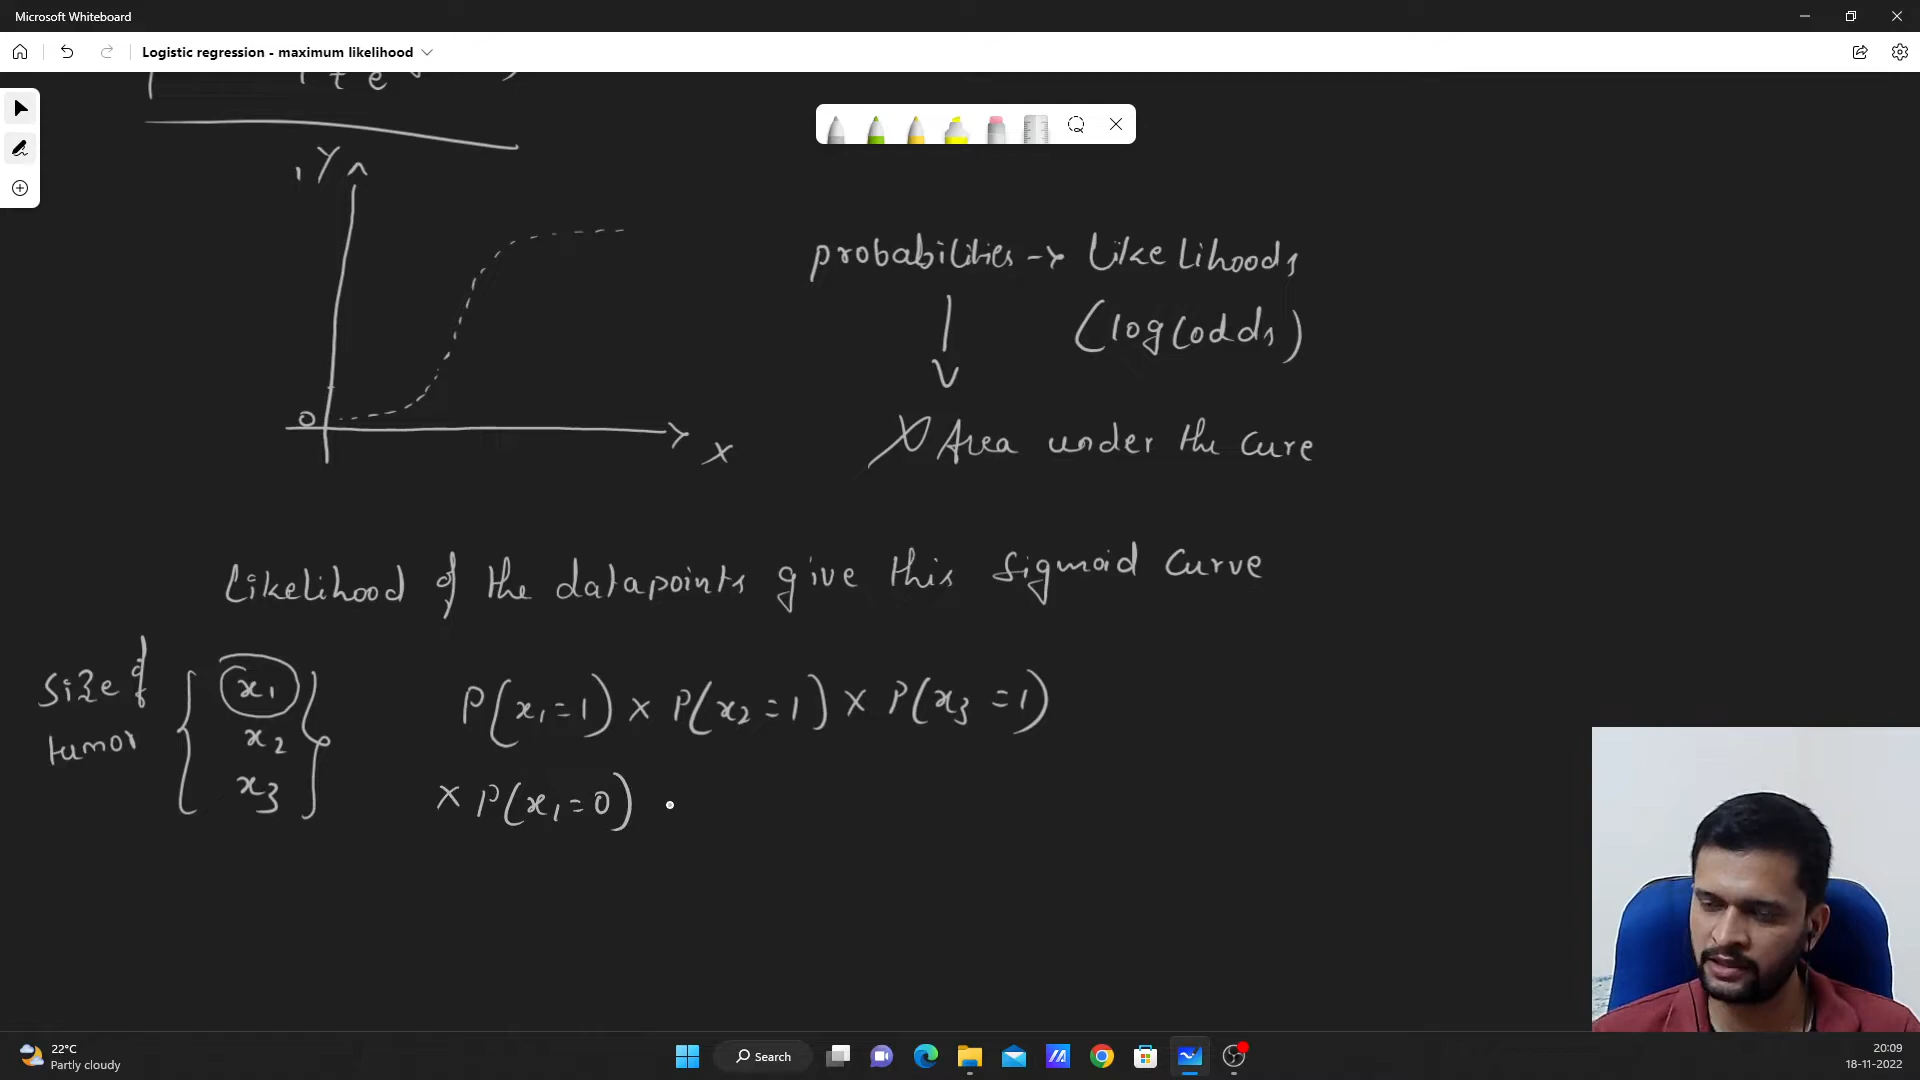 Microsoft Whiteboard
Logistic regression - maximum likelihood
Y
0
x
probabilities -> Likelihoods
(log(odds)
X Area under the cure
Likelihood of the datapoints give this sigmoid curve
Size of tumor
x1
x2
x3
P(x1=1) x P(x2=1) x P(x3=1)
x P(x1=0)
22°C
Partly cloudy
Search
20:09
18-11-2022